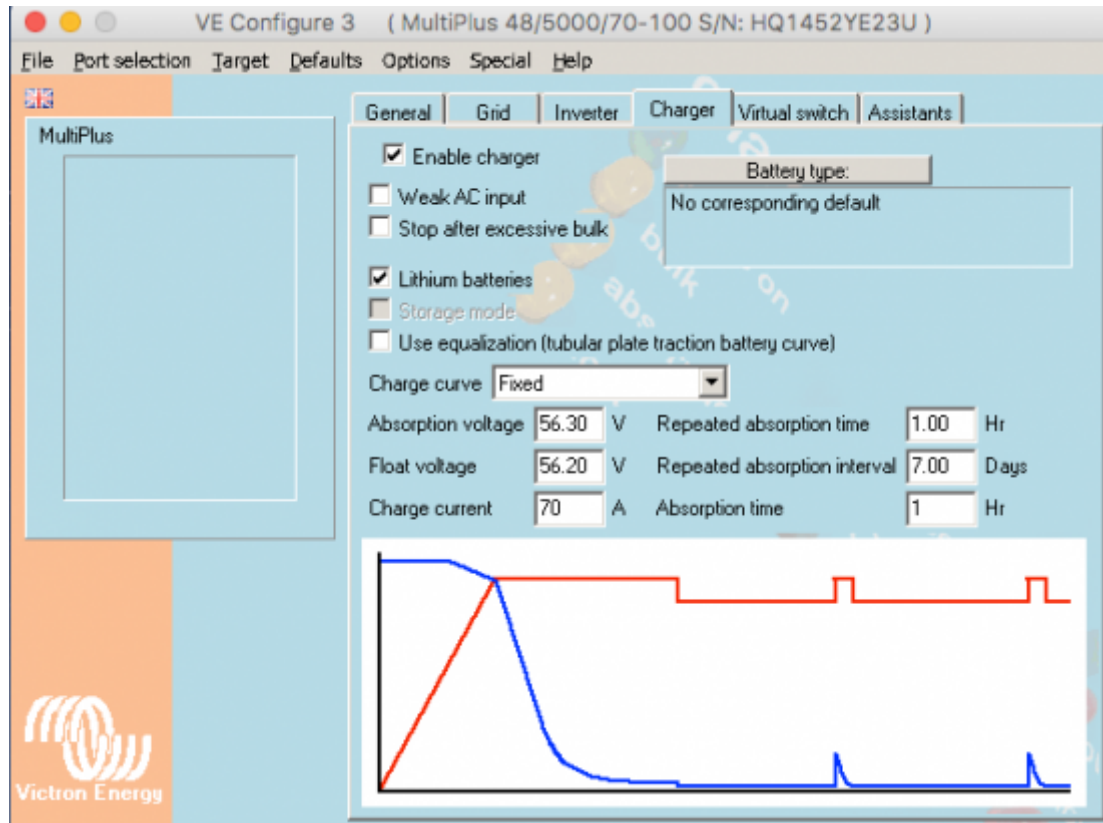 VE Configure 3 ( MultiPlus 48/5000/70-100 S/N: HQ1452YE23U )
File Port selection Target Defaults Options Special Help
MultiPlus
General Grid Inverter Charger Virtual switch Assistants
Enable charger
Battery type:
No corresponding default
Weak AC input
Stop after excessive bulk
Lithium batteries
Storage mode
Use equalization (tubular plate traction battery curve)
Charge curve Fixed
Absorption voltage 56.30 V Repeated absorption time 1.00 Hr
Float voltage 56.20 V Repeated absorption interval 7.00 Days
Charge current 70 A Absorption time 1 Hr
bulk
abs
on
Victron Energy